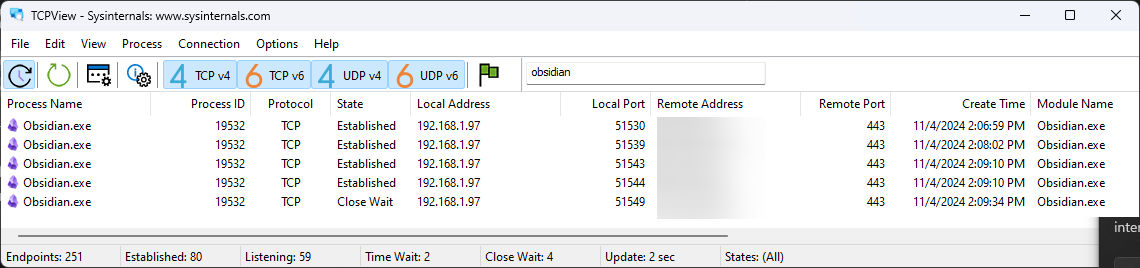 TCPView - Sysinternals: www.sysinternals.com
File Edit View Process Connection Options Help
4 TCP v4 6 TCP v6 4 UDP v4 6 UDP v6 obsidian
Process Name Process ID Protocol State Local Address Local Port Remote Address Remote Port Create Time Module Name
Obsidian.exe 19532 TCP Established 192.168.1.97 51530 443 11/4/2024 2:06:59 PM Obsidian.exe
Obsidian.exe 19532 TCP Established 192.168.1.97 51539 443 11/4/2024 2:08:02 PM Obsidian.exe
Obsidian.exe 19532 TCP Established 192.168.1.97 51543 443 11/4/2024 2:09:10 PM Obsidian.exe
Obsidian.exe 19532 TCP Established 192.168.1.97 51544 443 11/4/2024 2:09:10 PM Obsidian.exe
Obsidian.exe 19532 TCP Close Wait 192.168.1.97 51549 443 11/4/2024 2:09:34 PM Obsidian.exe
inter
Endpoints: 251 Established: 80 Listening: 59 Time Wait: 2 Close Wait: 4 Update: 2 sec States: (All)